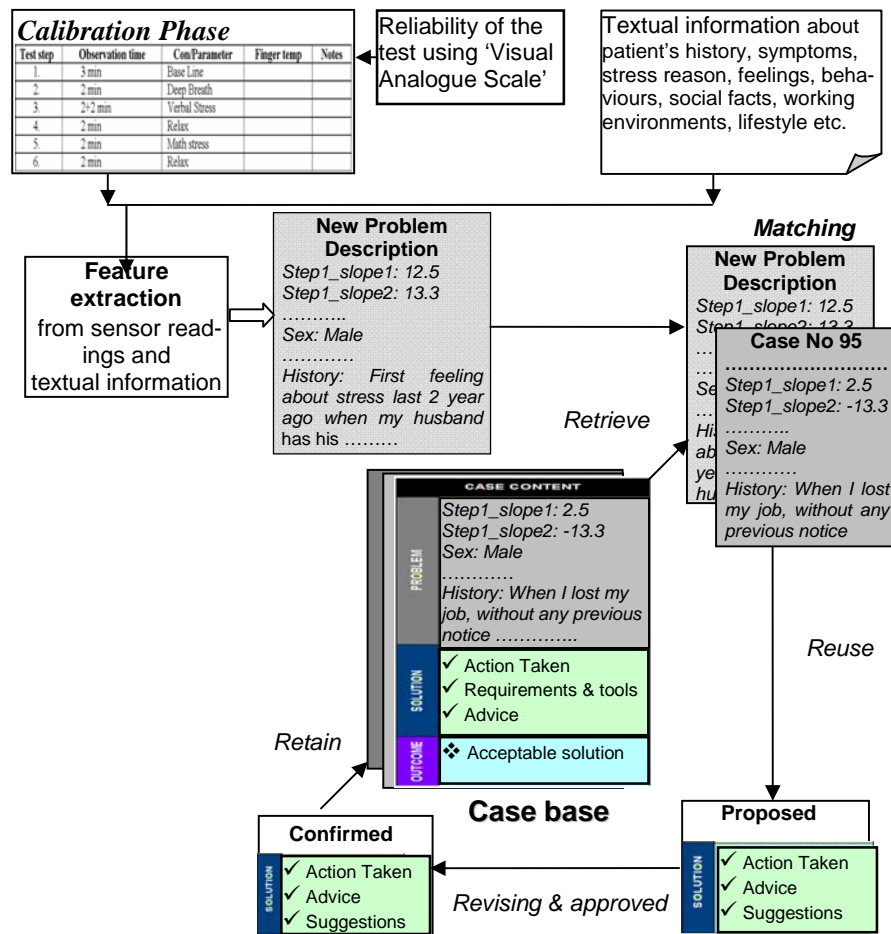 Calibration Phase
Test step Observation time Con/Parameter Finger temp Notes
1. 3 min Base Line
2. 2 min Deep Breath
3. 2+2 min Verbal Stress
4. 2 min Relax
5. 2 min Math stress
6. 2 min Relax
Reliability of the
test using ‘Visual
Analogue Scale’
Textual information about
patient’s history, symptoms,
stress reason, feelings, beha-
viours, social facts, working
environments, lifestyle etc.
Feature
extraction
from sensor read-
ings and
textual information
New Problem
Description
Step1_slope1: 12.5
Step1_slope2: 13.3
………..
Sex: Male
…………
History: First feeling
about stress last 2 year
ago when my husband
has his ………
Matching
New Problem
Description
Step1_slope1: 12.5
Step1_slope2: 13.3
Case No 95
………………………
Step1_slope1: 2.5
Step1_slope2: -13.3
………..
Sex: Male
…………
History: When I lost
my job, without any
previous notice
Retrieve
CASE CONTENT
PROBLEM
Step1_slope1: 2.5
Step1_slope2: -13.3
Sex: Male
…………
History: When I lost my
job, without any previous
notice …………..
SOLUTION
✓ Action Taken
✓ Requirements & tools
✓ Advice
OUTCOME
❖ Acceptable solution
Case base
Reuse
Retain
Confirmed
SOLUTION
✓ Action Taken
✓ Advice
✓ Suggestions
Revising & approved
Proposed
SOLUTION
✓ Action Taken
✓ Advice
✓ Suggestions